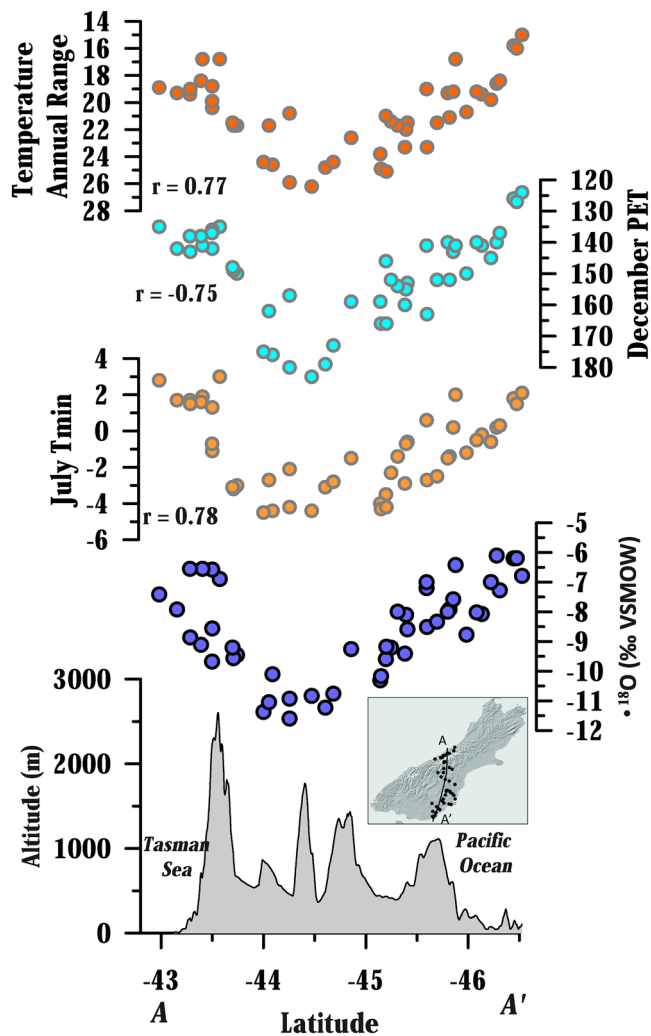 14
16
18
20
22
24
26
28
Temperature
Annual Range
r = 0.77
120
130
140
150
160
170
180
December PET
r = -0.75
4
2
0
-2
-4
-6
July Tmin
r = 0.78
-5
-6
-7
-8
-9
-10
-11
-12
•18O (‰ VSMOW)
3000
2000
1000
0
Altitude (m)
Tasman
Sea
A
A'
Pacific
Ocean
-43
-44
-45
-46
A
Latitude
A'